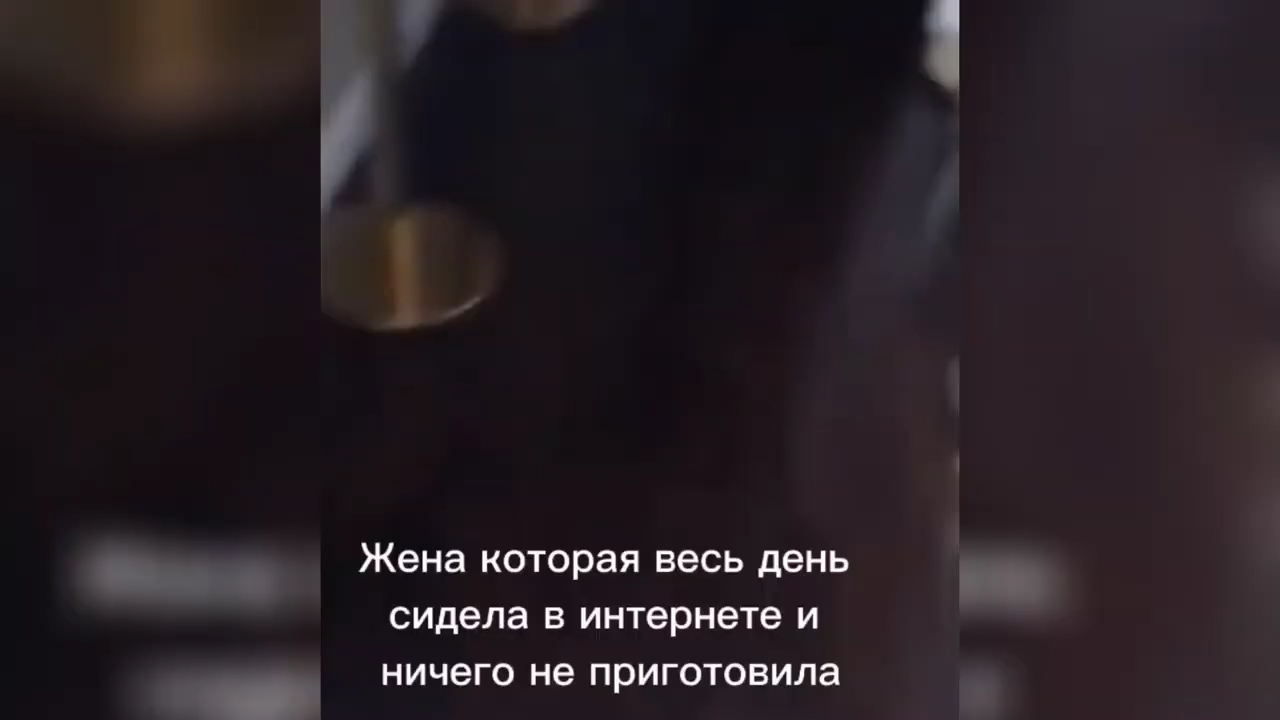 Жена которая весь день
сидела в интернете и
ничего не приготовила